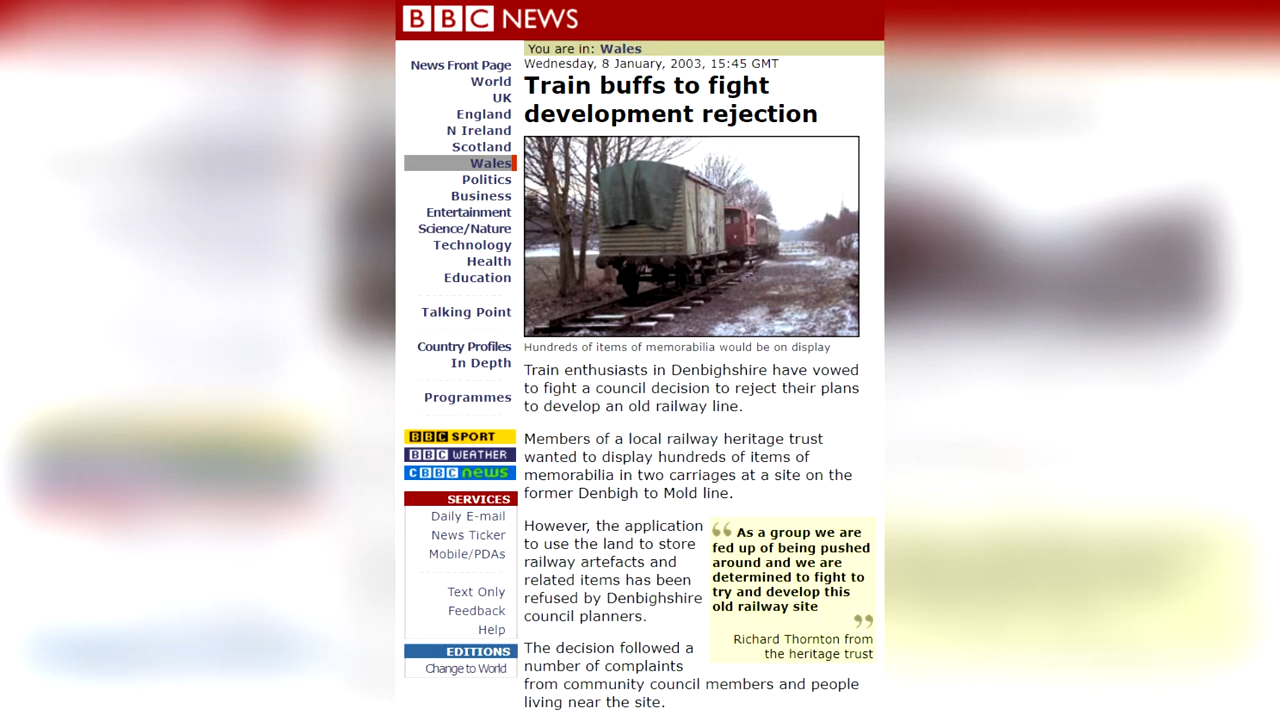 BBC NEWS
You are in: Wales
News Front Page
World
UK
England
N Ireland
Scotland
Wales
Politics
Business
Entertainment
Science/Nature
Technology
Health
Education
Talking Point
Country Profiles
In Depth
Programmes
BBC SPORT
BBC WEATHER
CBBC news
SERVICES
Daily E-mail
News Ticker
Mobile/PDAs
Text Only
Feedback
Help
EDITIONS
Change to World
Wednesday, 8 January, 2003, 15:45 GMT
Train buffs to fight
development rejection
Hundreds of items of memorabilia would be on display
Train enthusiasts in Denbighshire have vowed
to fight a council decision to reject their plans
to develop an old railway line.
Members of a local railway heritage trust
wanted to display hundreds of items of
memorabilia in two carriages at a site on the
former Denbigh to Mold line.
However, the application
to use the land to store
railway artefacts and
related items has been
refused by Denbighshire
council planners.
“ As a group we are
fed up of being pushed
around and we are
determined to fight to
try and develop this
old railway site
”
Richard Thornton from
the heritage trust
The decision followed a
number of complaints
from community council members and people
living near the site.